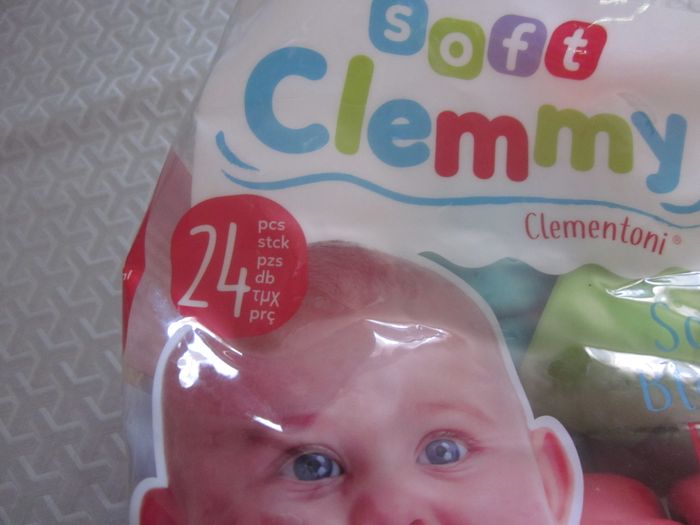 soft
Clemmy
Clementoni®
24
pcs
stck
pzs
db
τμχ
prç